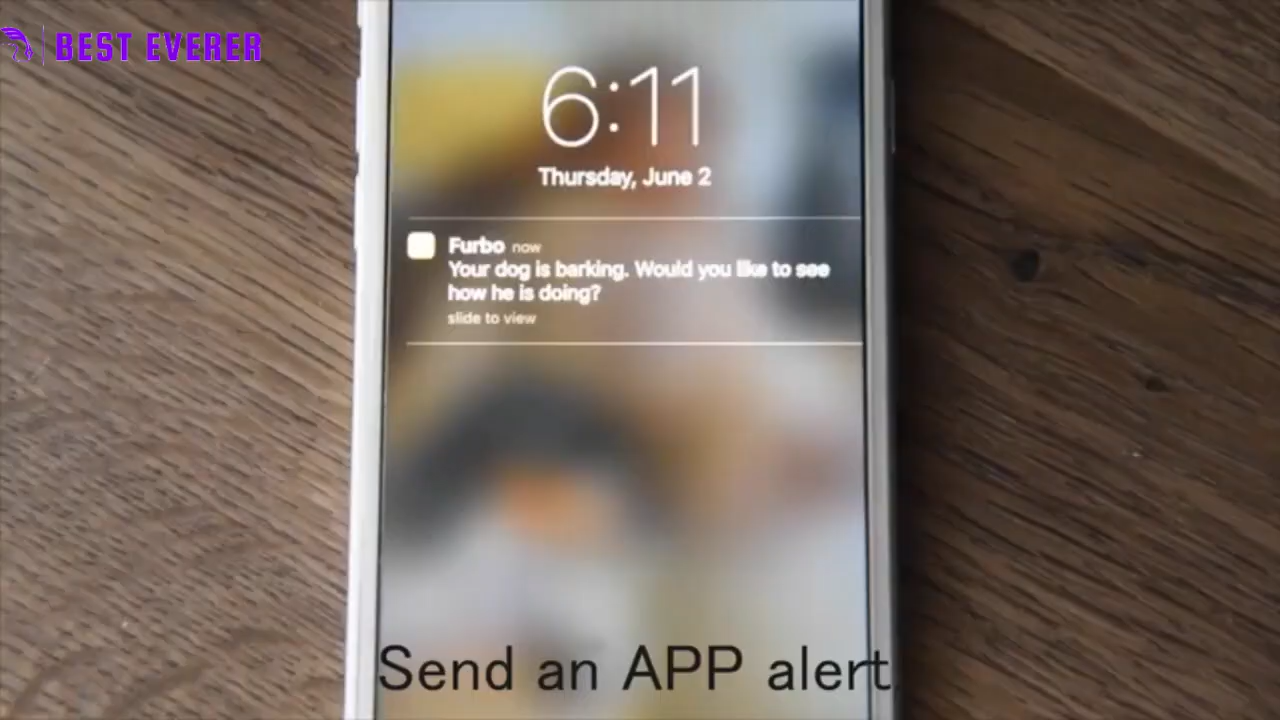 BEST EVERER
6:11
Thursday, June 2
Furbo now
Your dog is barking. Would you like to see
how he is doing?
slide to view
Send an APP alert